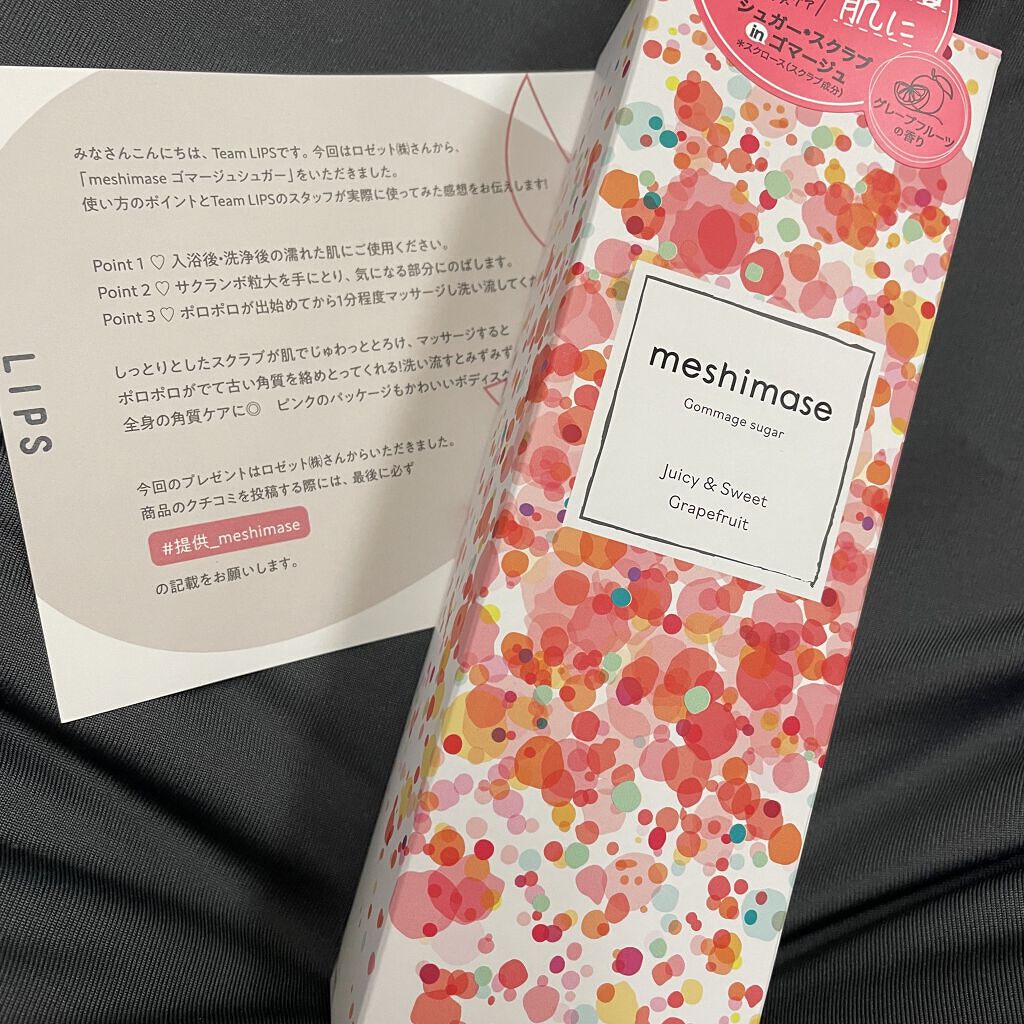 みなさんこんにちは、Team LIPSです。今回はロゼット㈱さんから、
「meshimase ゴマージュシュガー」をいただきました。
使い方のポイントとTeam LIPSのスタッフが実際に使ってみた感想をお伝えします!
Point 1 ♡ 入浴後・洗浄後の濡れた肌にご使用ください。
Point 2 ♡ サクランボ粒大を手にとり、気になる部分にのばします。
Point 3 ♡ ポロポロが出始めてから1分程度マッサージし洗い流してくだ
しっとりとしたスクラブが肌でじゅわっととろけ、マッサージすると
ポロポロがでて古い角質を絡めとってくれる!洗い流すとみずみず
全身の角質ケアに◎ ピンクのパッケージもかわいいボディスク
今回のプレゼントはロゼット㈱さんからいただきました。
商品のクチコミを投稿する際には、最後に必ず
#提供_meshimase
の記載をお願いします。
LIPS
肌に
シュガー・スクラブ
in ゴマージュ
*スクロース(スクラブ成分)
グレープフルーツ
の香り
meshimase
Gommage sugar
Juicy & Sweet
Grapefruit